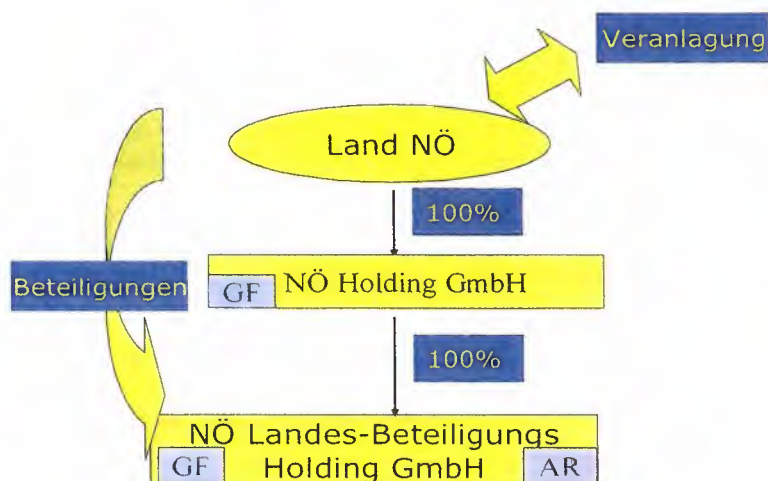 Veranlagung
Land NÖ
100%
NÖ Holding GmbH
GF
Beteiligungen
100%
NÖ Landes-Beteiligungs
Holding GmbH
GF
AR